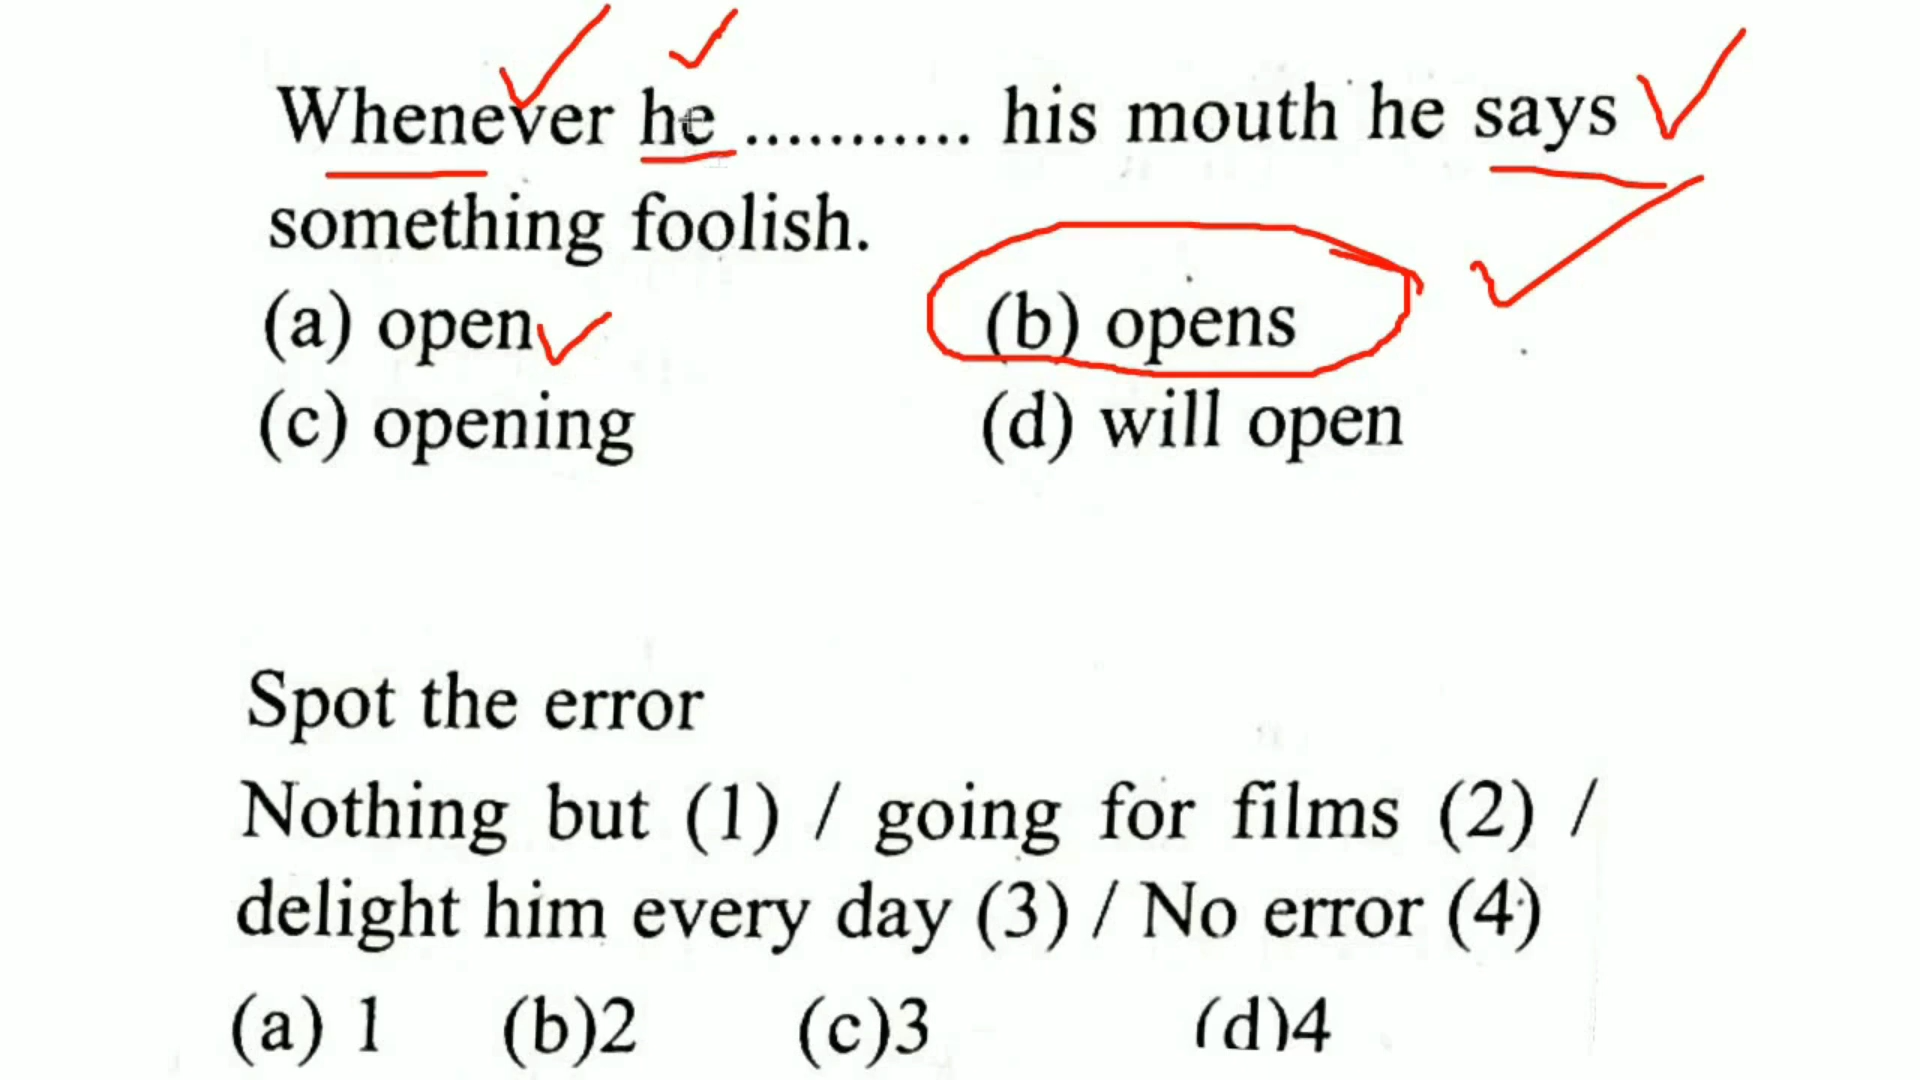 Whenever he ........... his mouth he says
something foolish.
(a) open (b) opens
(c) opening (d) will open
Spot the error
Nothing but (1) / going for films (2) /
delight him every day (3) / No error (4)
(a) 1 (b)2 (c)3 (d)4